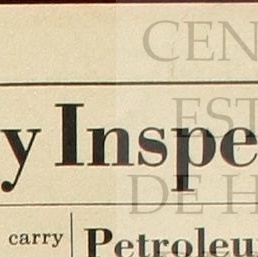 CEN
y Inspe
EST
DE H
carry
Petroleu